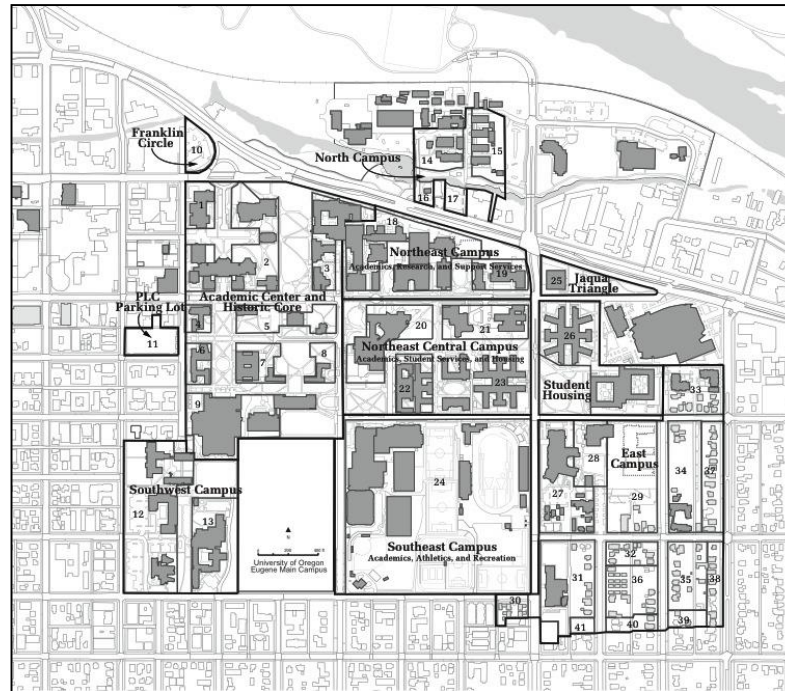 Franklin
Circle
10
North Campus
14
15
16
17
1
2
3
18
Northeast Campus
Academics, Research, and Support Services
19
25
Jaqua
Triangle
PLC
Parking Lot
11
Academic Center and
Historic Core
4
5
20
21
26
Northeast Central Campus
Academics, Student Services, and Housing
6
7
8
22
23
Student
Housing
33
9
Southwest Campus
12
13
24
Southeast Campus
Academics, Athletics, and Recreation
N
University of Oregon
Eugene Main Campus
East
Campus
27
28
29
34
37
30
31
32
35
36
38
39
40
41